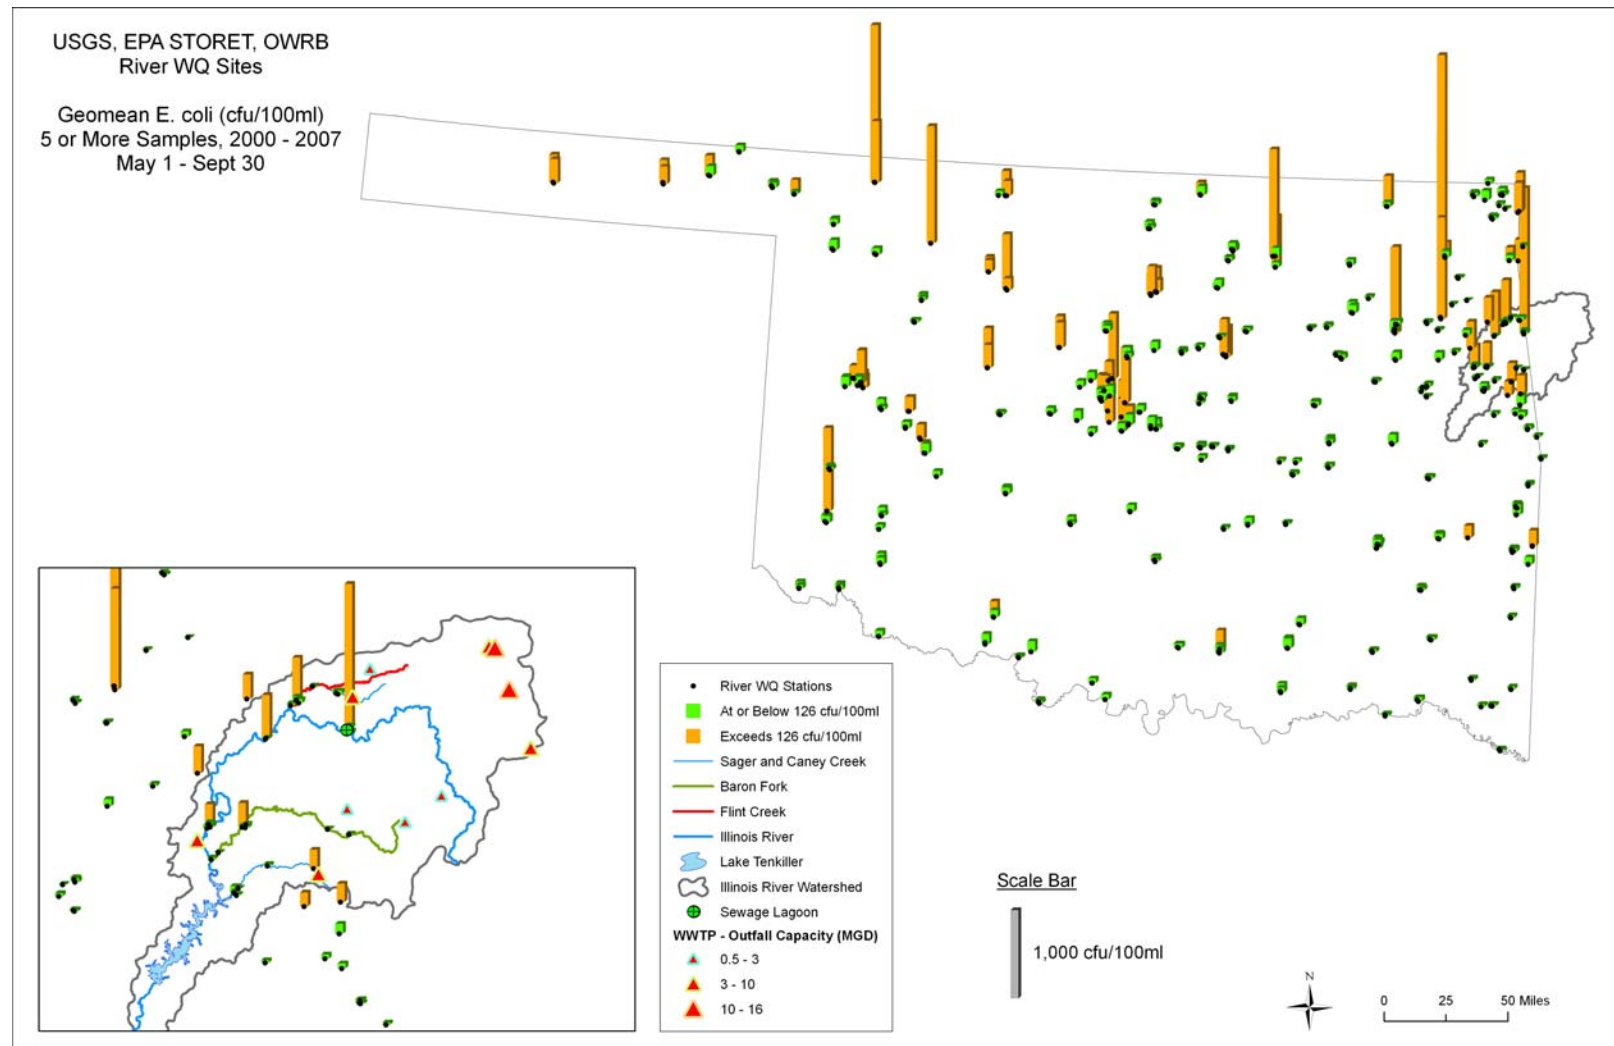 USGS, EPA STORET, OWRB
River WQ Sites
Geomean E. coli (cfu/100ml)
5 or More Samples, 2000 - 2007
May 1 - Sept 30
River WQ Stations
At or Below 126 cfu/100ml
Exceeds 126 cfu/100ml
Sager and Caney Creek
Baron Fork
Flint Creek
Illinois River
Lake Tenkiller
Illinois River Watershed
Sewage Lagoon
WWTP - Outfall Capacity (MGD)
0.5 - 3
3 - 10
10 - 16
Scale Bar
1,000 cfu/100ml
N
0 25 50 Miles